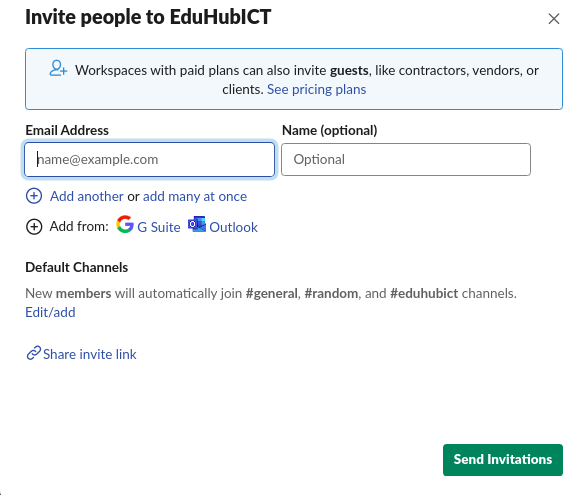 Invite people to EduHubICT
Workspaces with paid plans can also invite guests, like contractors, vendors, or
clients. See pricing plans
Email Address
Name (optional)
name@example.com
Optional
Add another or add many at once
Add from: G Suite Outlook
Default Channels
New members will automatically join #general, #random, and #eduhubict channels.
Edit/add
Share invite link
Send Invitations